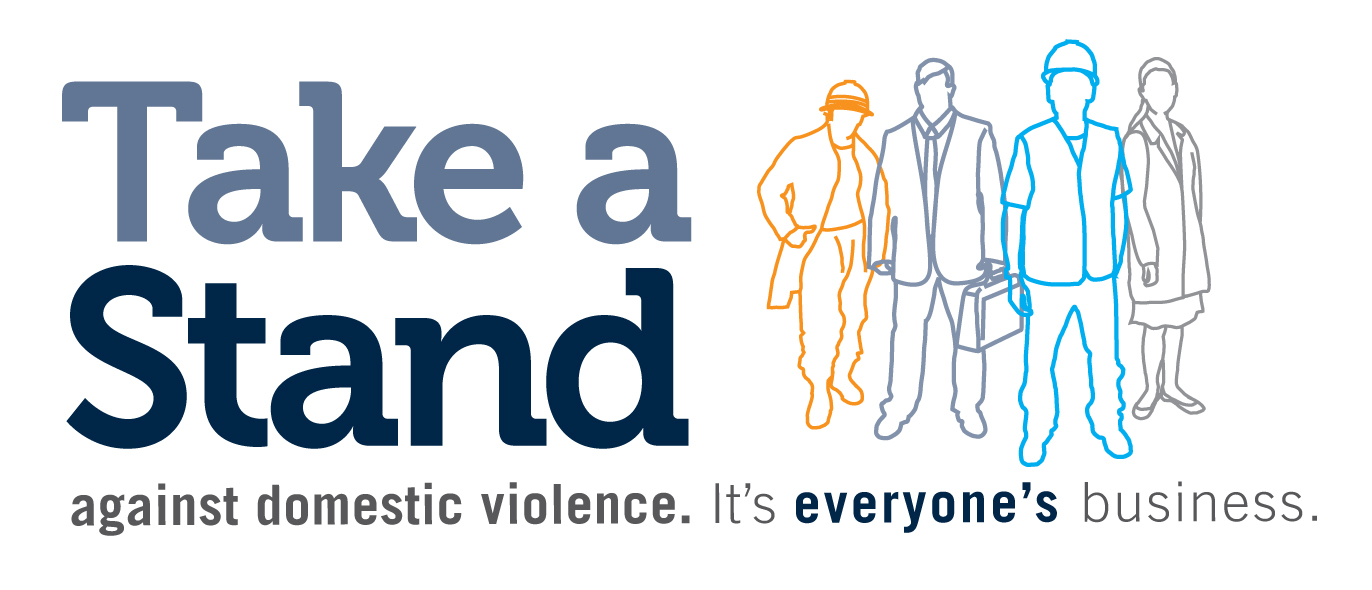 Take a
Stand
against domestic violence. It's everyone's business.